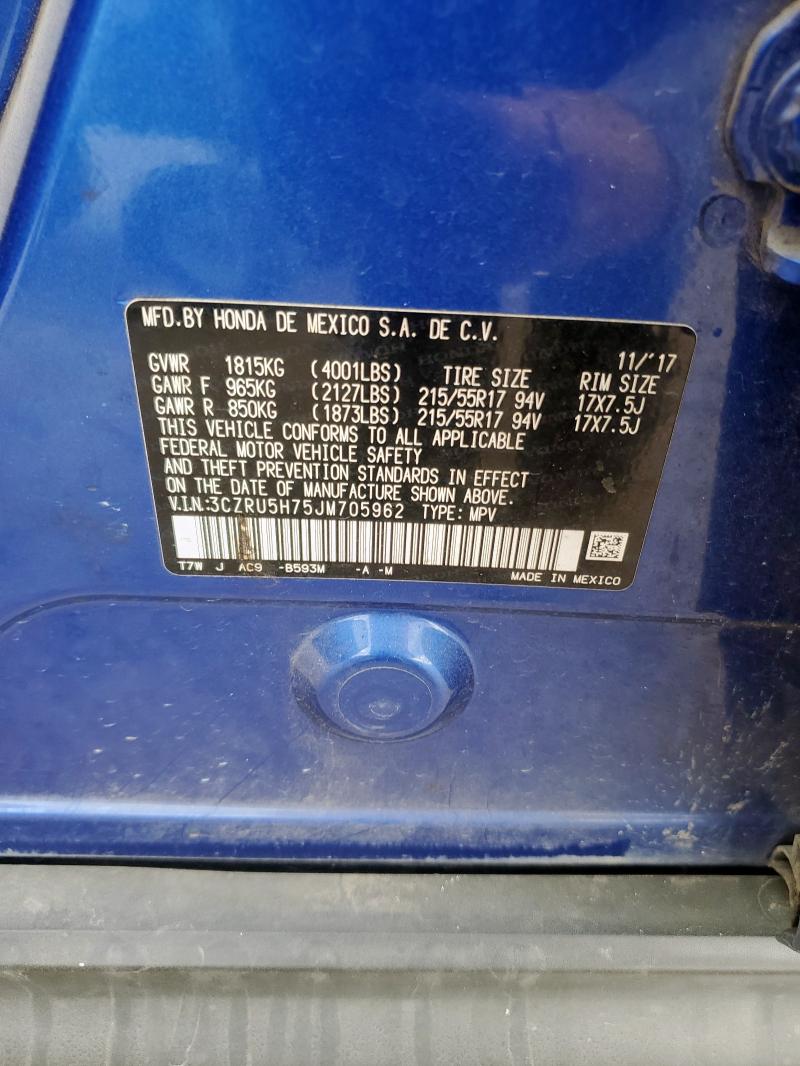 MFD.BY HONDA DE MEXICO S.A. DE C.V.
11/'17
GVWR 1815KG (4001LBS) TIRE SIZE RIM SIZE
GAWR F 965KG (2127LBS) 215/55R17 94V 17X7.5J
GAWR R 850KG (1873LBS) 215/55R17 94V 17X7.5J
THIS VEHICLE CONFORMS TO ALL APPLICABLE
FEDERAL MOTOR VEHICLE SAFETY
AND THEFT PREVENTION STANDARDS IN EFFECT
ON THE DATE OF MANUFACTURE SHOWN ABOVE.
V.I.N.:3CZRU5H75JM705962 TYPE: MPV
T7W J AC9 -B593M -A -M
MADE IN MEXICO